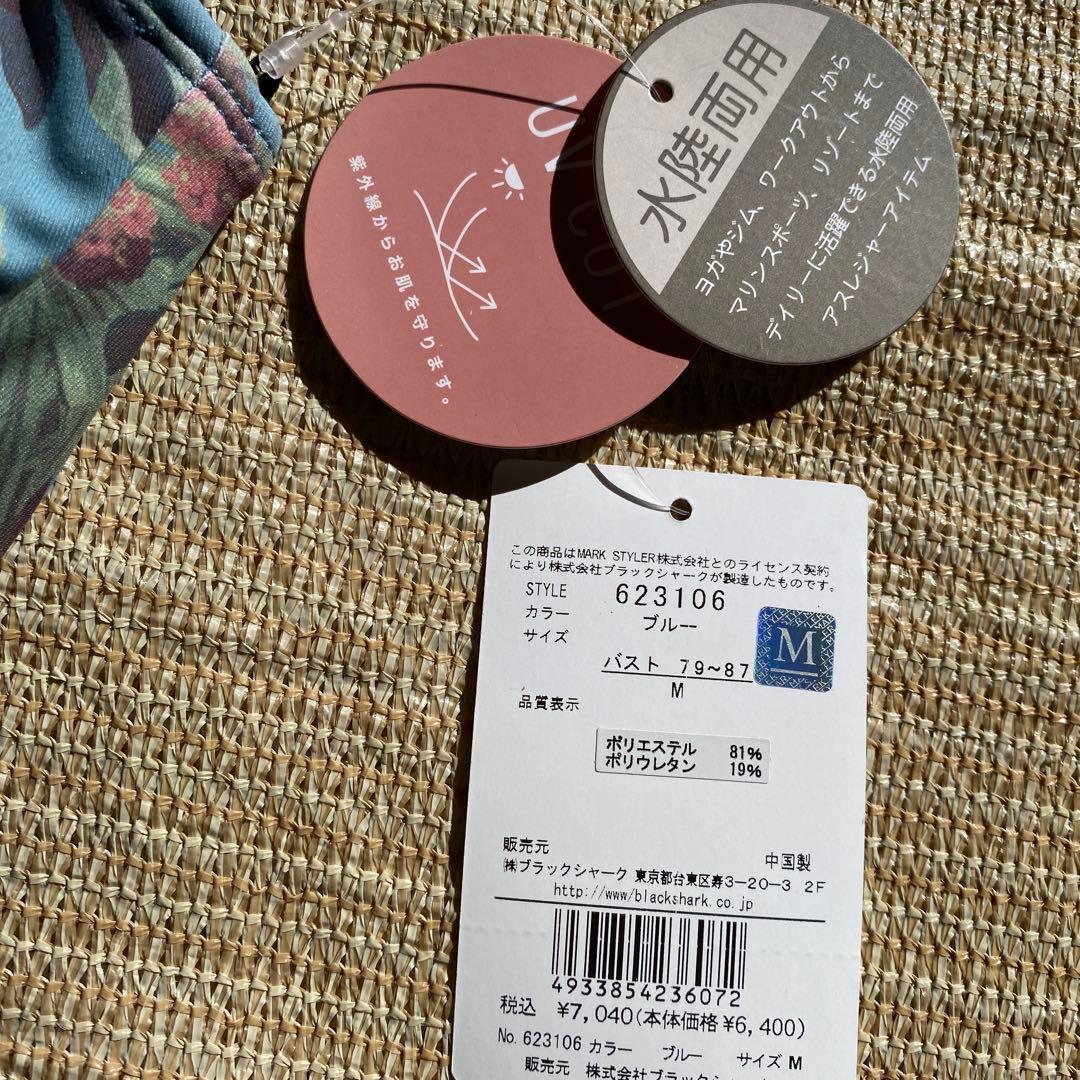 水陸両用
ヨガやジム、ワークアウトから
マリンスポーツ、リゾートまで
デイリーに活躍できる水陸両用
アスレジャーアイテム
紫外線からお肌を守ります。
この商品はMARK STYLER株式会社とのライセンス契約
により株式会社ブラックシャークが製造したものです。
STYLE 623106
カラー ブルー
サイズ
バスト 79~87
M
M
品質表示
ポリエステル 81%
ポリウレタン 19%
販売元 中国製
㈱ブラックシャーク 東京都台東区寿3-20-3 2F
http://www.blackshark.co.jp
4933854236072
税込 ¥7,040(本体価格¥6,400)
No. 623106 カラー ブルー サイズ M
販売元 株式会社ブラックシャーク